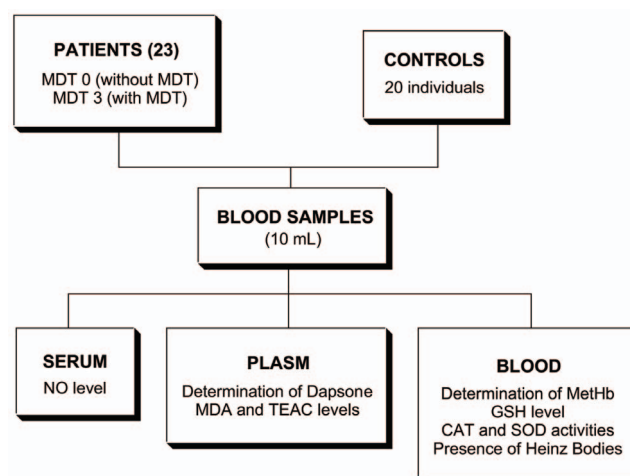 PATIENTS (23)
MDT 0 (without MDT)
MDT 3 (with MDT)
CONTROLS
20 individuals
BLOOD SAMPLES
(10 mL)
SERUM
NO level
PLASM
Determination of Dapsone
MDA and TEAC levels
BLOOD
Determination of MetHb
GSH level
CAT and SOD activities
Presence of Heinz Bodies